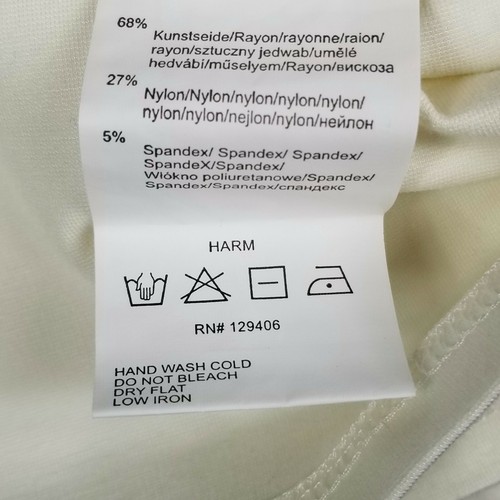 68%
Kunstseide/Rayon/rayonne/raion/
rayon/sztuczny jedwab/umělé
hedvábí/műselyem/Rayon/вискоза
27%
Nylon/Nylon/nylon/nylon/nylon/
nylon/nylon/nejlon/nylon/нейлон
5%
Spandex/ Spandex/ Spandex/
SpandeX/Spandex/
Włókno poliuretanowe/Spandex/
Spandex/Spandex/спандекс
HARM
RN# 129406
HAND WASH COLD
DO NOT BLEACH
DRY FLAT
LOW IRON